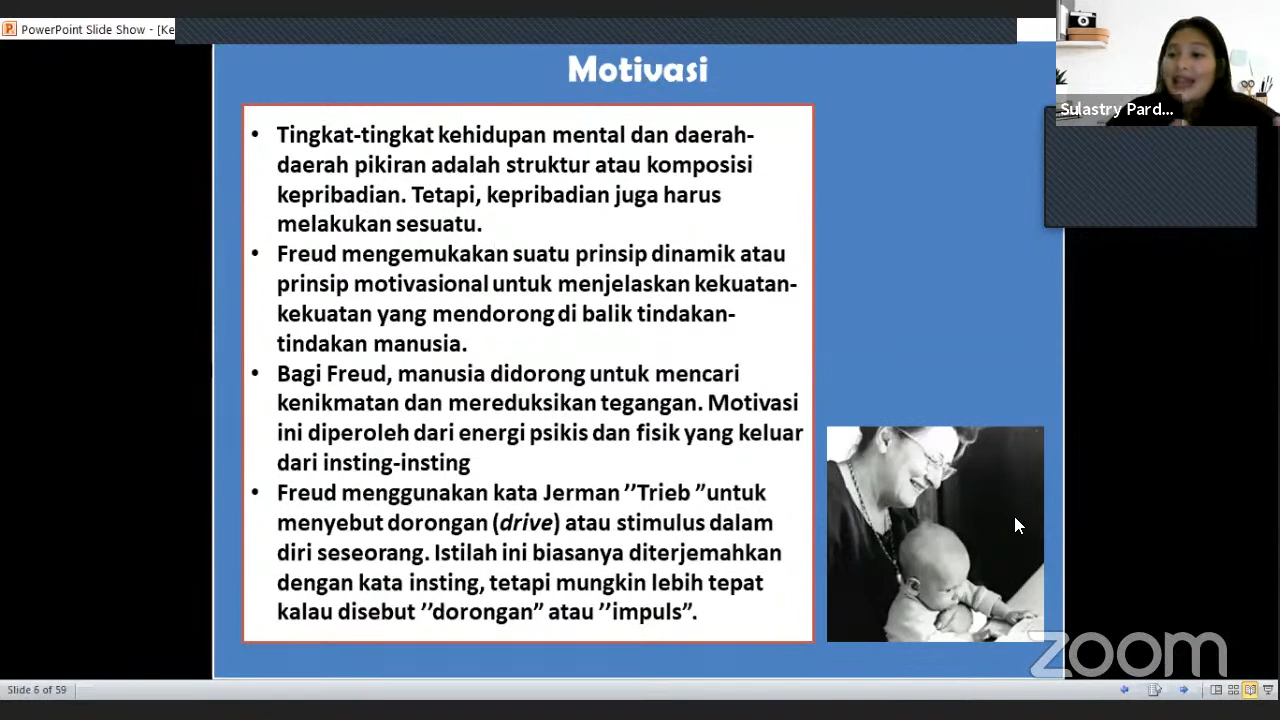 PowerPoint Slide Show - [Ke
Motivasi
Sulastry Pard...
• Tingkat-tingkat kehidupan mental dan daerah-
daerah pikiran adalah struktur atau komposisi
kepribadian. Tetapi, kepribadian juga harus
melakukan sesuatu.
• Freud mengemukakan suatu prinsip dinamik atau
prinsip motivasional untuk menjelaskan kekuatan-
kekuatan yang mendorong di balik tindakan-
tindakan manusia.
• Bagi Freud, manusia didorong untuk mencari
kenikmatan dan mereduksikan tegangan. Motivasi
ini diperoleh dari energi psikis dan fisik yang keluar
dari insting-insting
• Freud menggunakan kata Jerman ’’Trieb ”untuk
menyebut dorongan (drive) atau stimulus dalam
diri seseorang. Istilah ini biasanya diterjemahkan
dengan kata insting, tetapi mungkin lebih tepat
kalau disebut ’’dorongan” atau ’’impuls”.
zoom
Slide 6 of 59